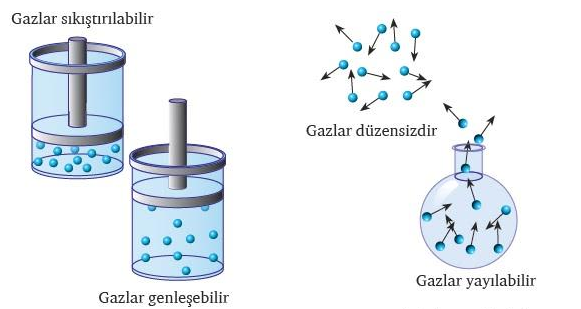 Gazlar sıkıştırılabilir
Gazlar düzensizdir
Gazlar genleşebilir
Gazlar yayılabilir